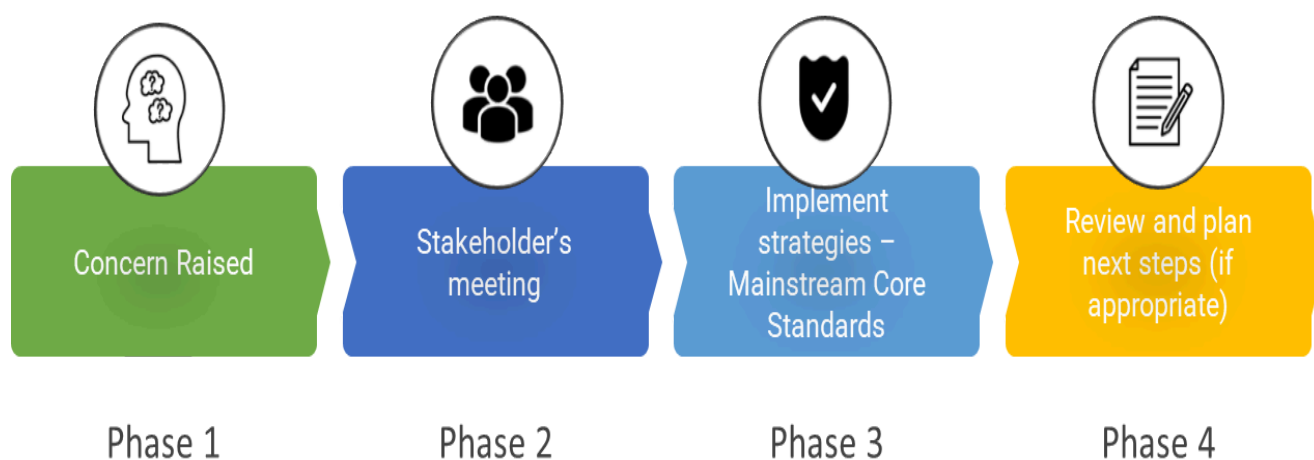 Concern Raised
Stakeholder’s
meeting
Implement
strategies –
Mainstream Core
Standards
Review and plan
next steps (if
appropriate)
Phase 1
Phase 2
Phase 3
Phase 4